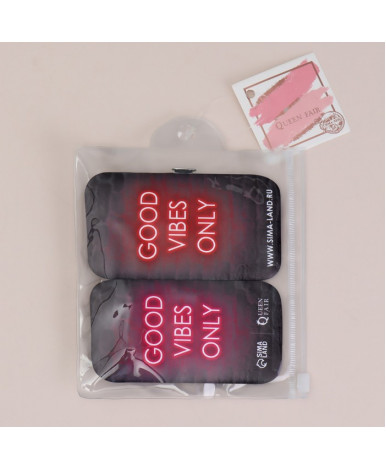 QUEEN FAIR
GOOD
VIBES
ONLY
WWW.SIMA-LAND.RU
GOOD
VIBES
ONLY
SIMA
LAND
QUEEN
FAIR